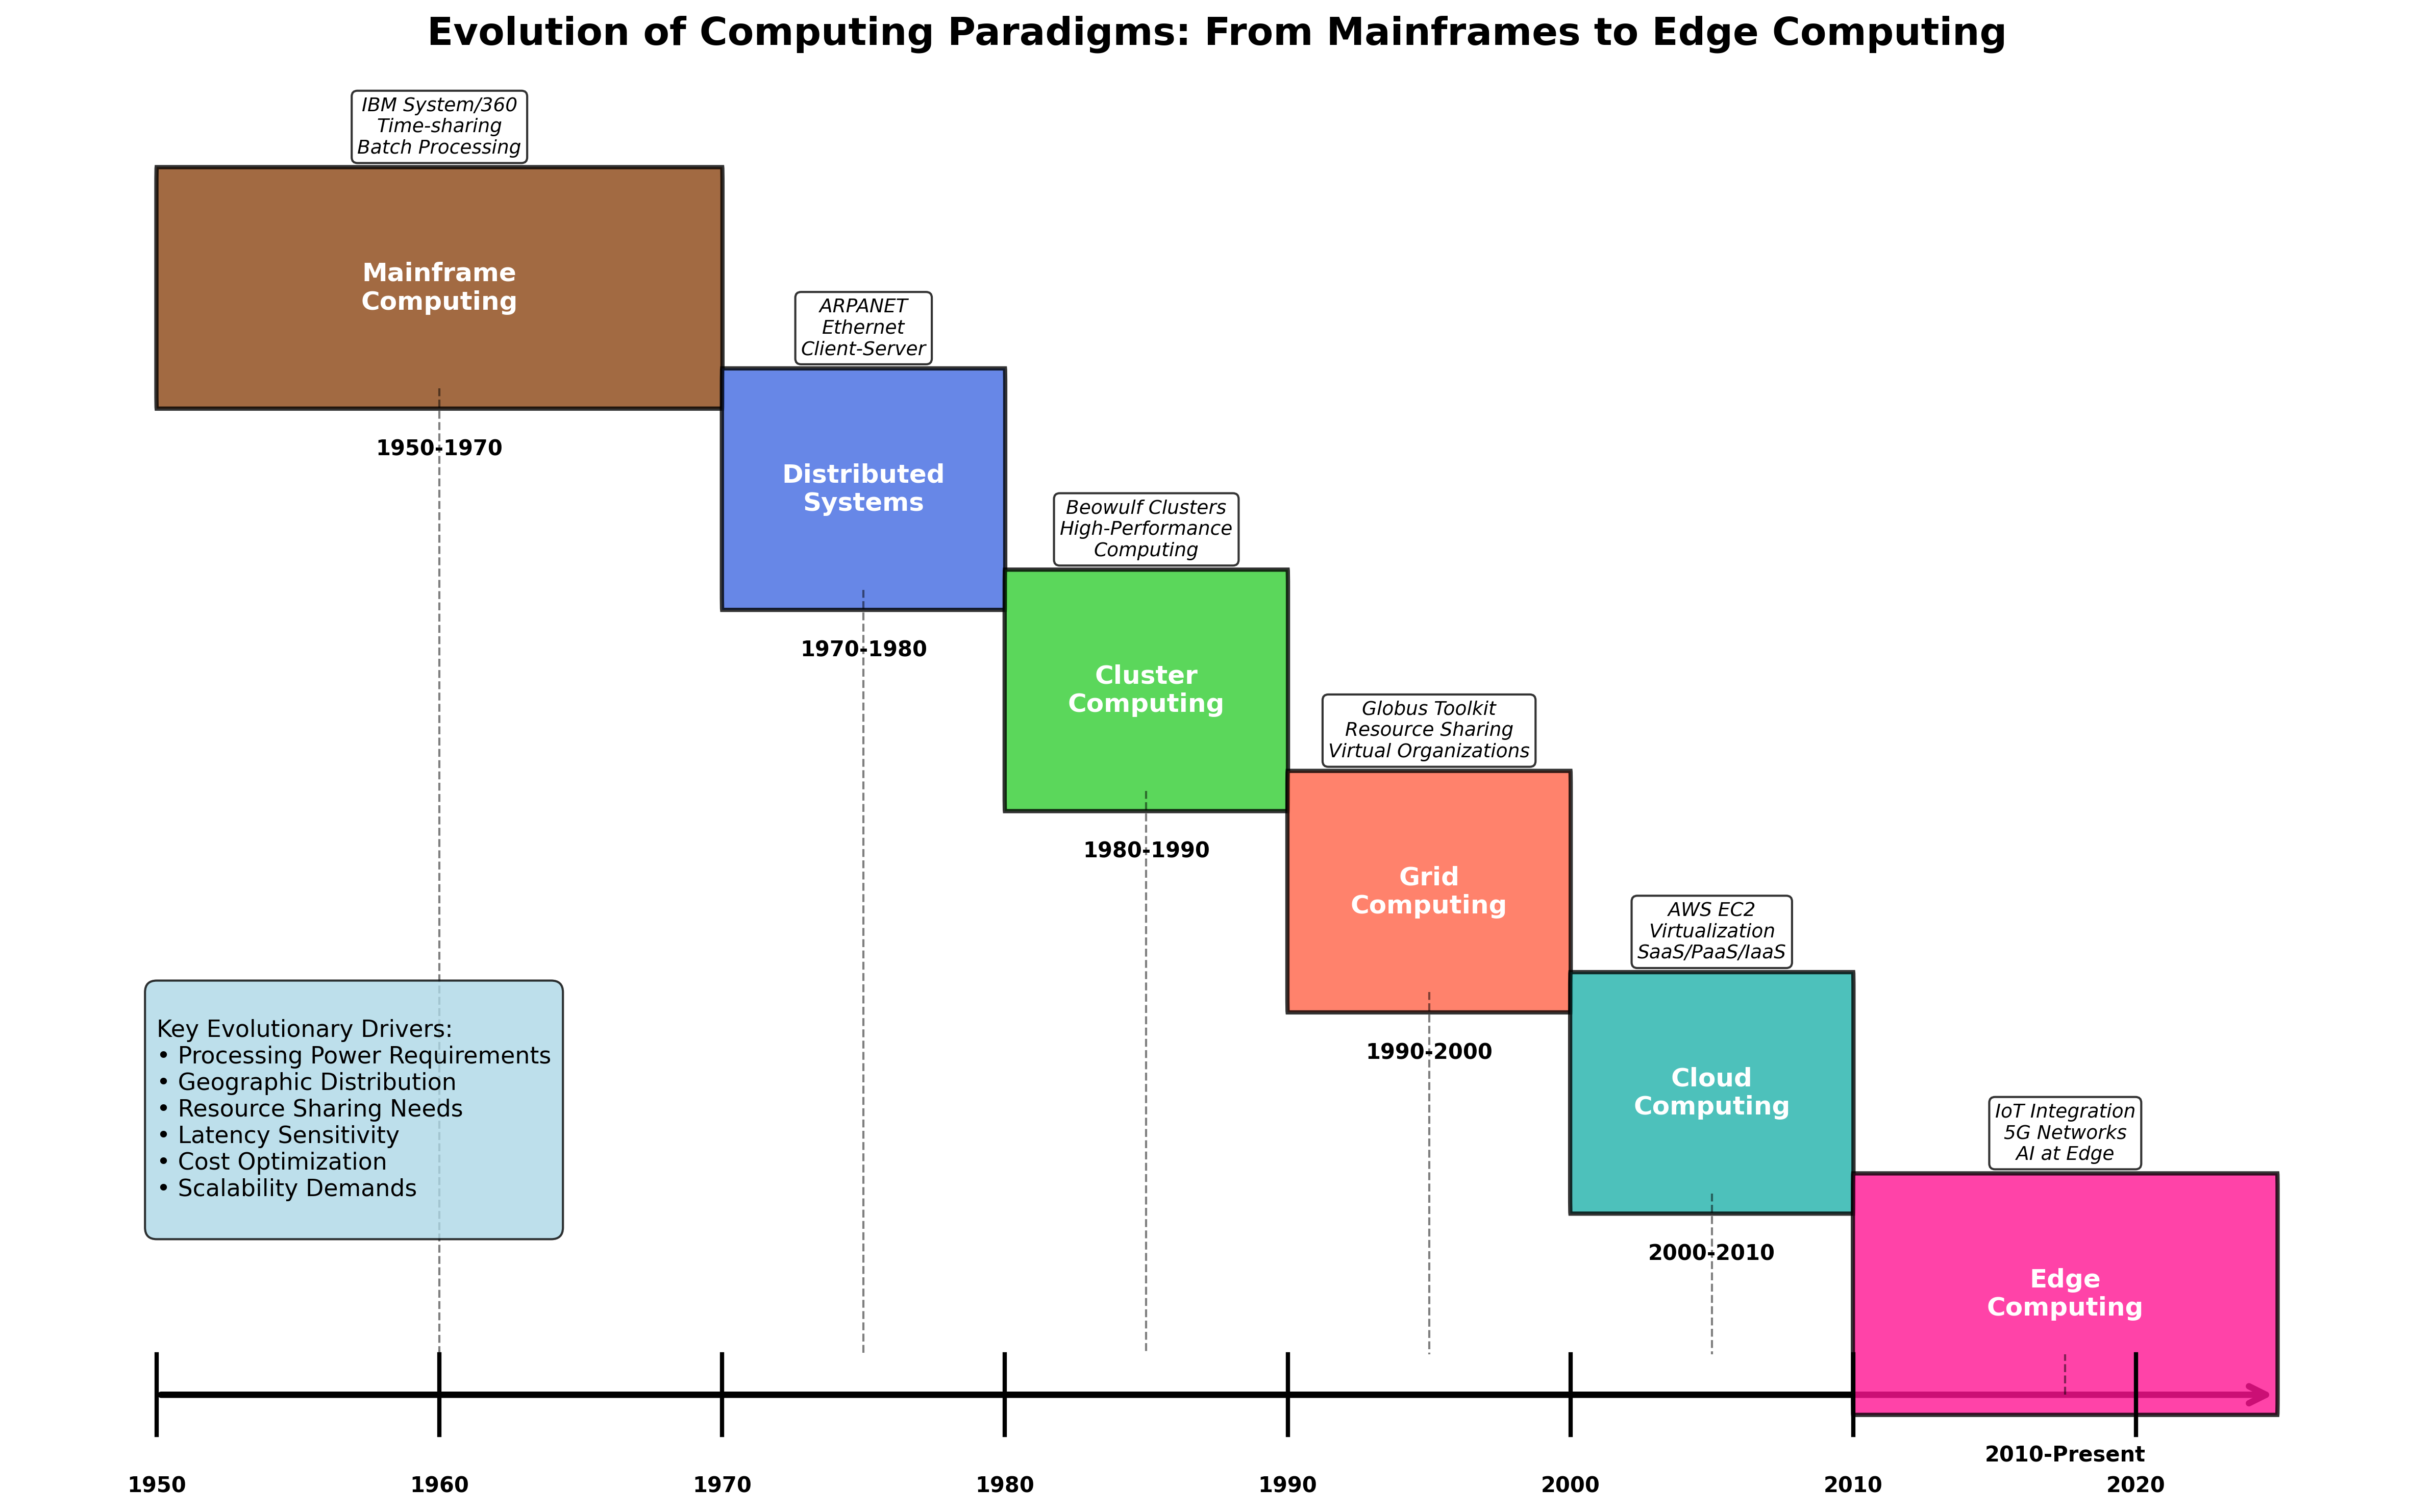 Evolution of Computing Paradigms: From Mainframes to Edge Computing
IBM System/360
Time-sharing
Batch Processing
Mainframe
Computing
1950-1970
ARPANET
Ethernet
Client-Server
Distributed
Systems
1970-1980
Beowulf Clusters
High-Performance
Computing
Cluster
Computing
1980-1990
Globus Toolkit
Resource Sharing
Virtual Organizations
Grid
Computing
1990-2000
AWS EC2
Virtualization
SaaS/PaaS/IaaS
Cloud
Computing
2000-2010
IoT Integration
5G Networks
AI at Edge
Edge
Computing
2010-Present
Key Evolutionary Drivers:
• Processing Power Requirements
• Geographic Distribution
• Resource Sharing Needs
• Latency Sensitivity
• Cost Optimization
• Scalability Demands
1950
1960
1970
1980
1990
2000
2010
2020